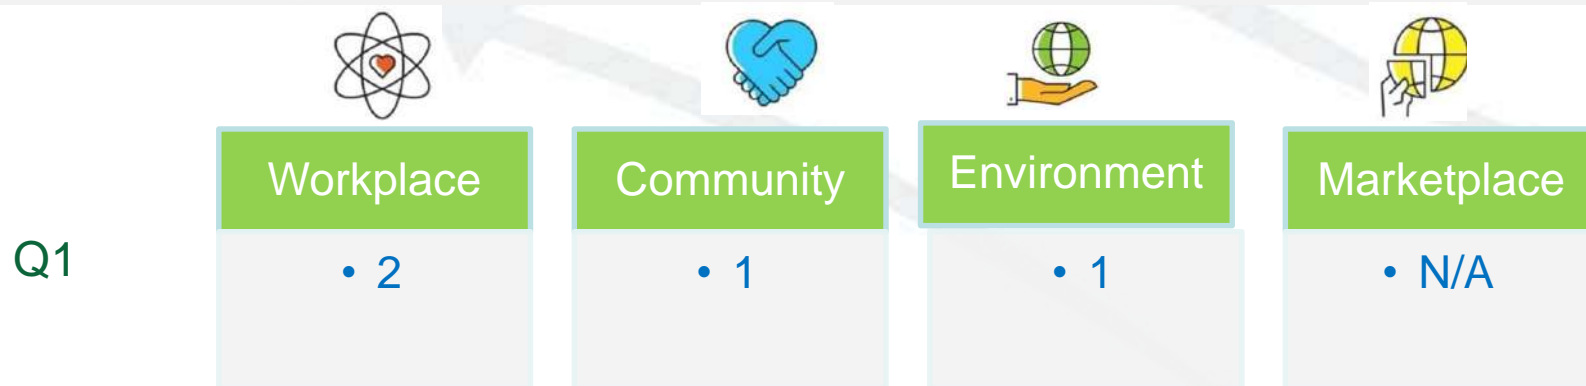 Workplace
Community
Environment
Marketplace
Q1
• 2
• 1
• 1
• N/A